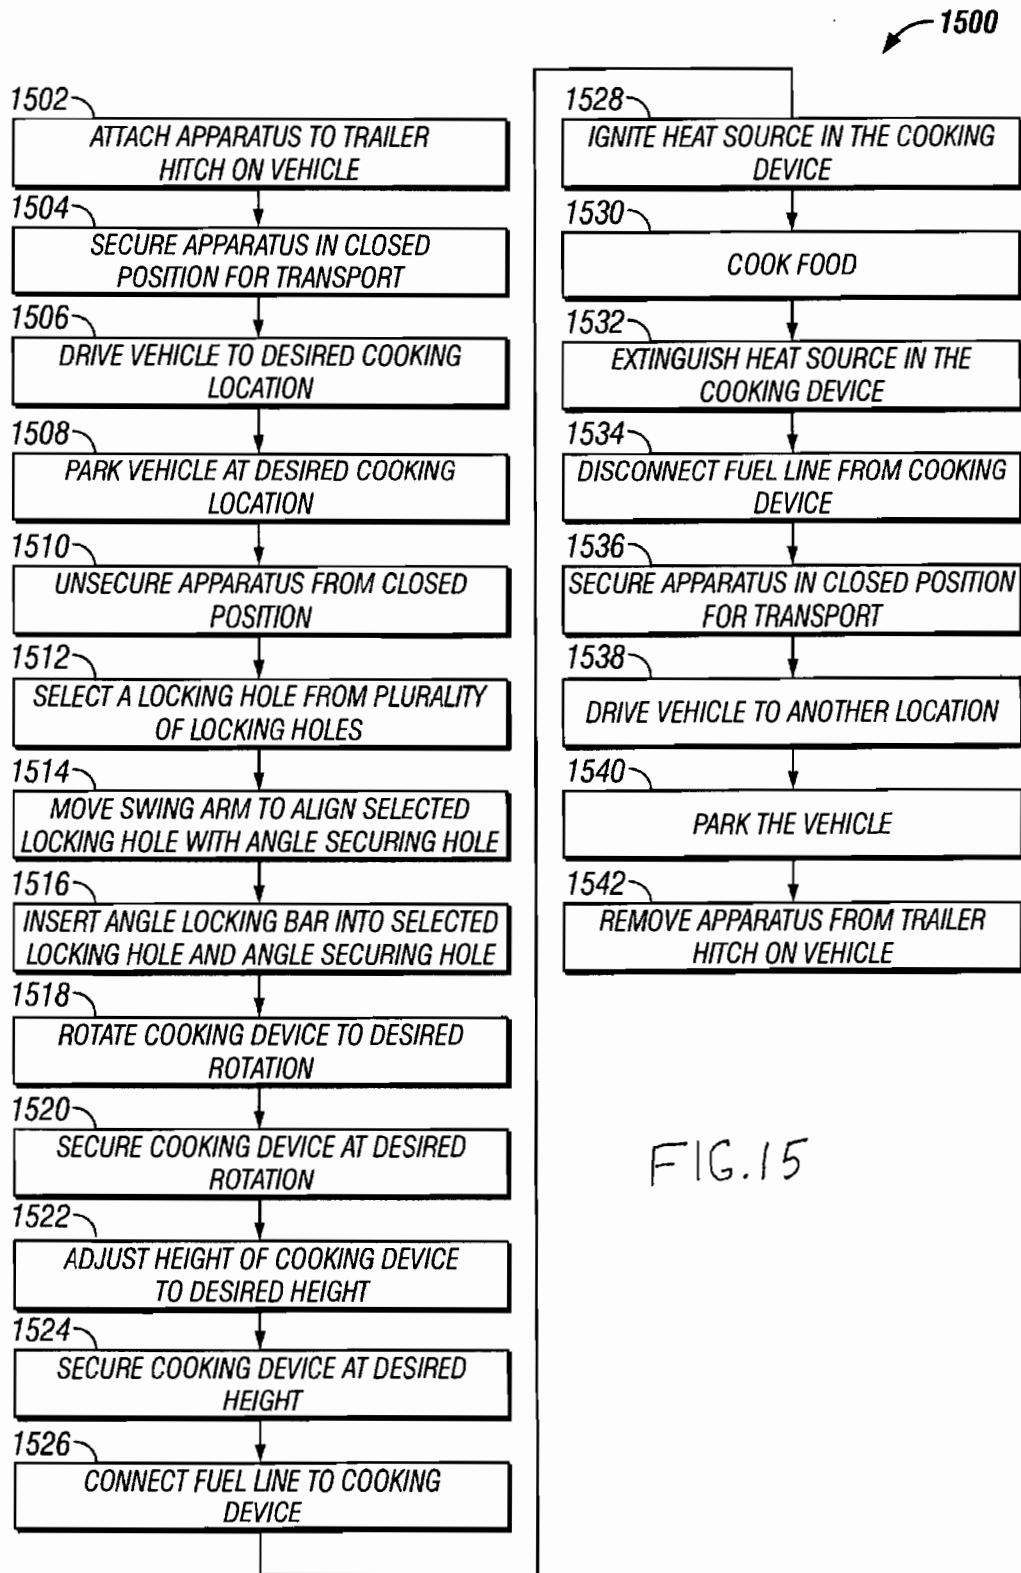 1500
1502
ATTACH APPARATUS TO TRAILER
HITCH ON VEHICLE
1504
SECURE APPARATUS IN CLOSED
POSITION FOR TRANSPORT
1506
DRIVE VEHICLE TO DESIRED COOKING
LOCATION
1508
PARK VEHICLE AT DESIRED COOKING
LOCATION
1510
UNSECURE APPARATUS FROM CLOSED
POSITION
1512
SELECT A LOCKING HOLE FROM PLURALITY
OF LOCKING HOLES
1514
MOVE SWING ARM TO ALIGN SELECTED
LOCKING HOLE WITH ANGLE SECURING HOLE
1516
INSERT ANGLE LOCKING BAR INTO SELECTED
LOCKING HOLE AND ANGLE SECURING HOLE
1518
ROTATE COOKING DEVICE TO DESIRED
ROTATION
1520
SECURE COOKING DEVICE AT DESIRED
ROTATION
1522
ADJUST HEIGHT OF COOKING DEVICE
TO DESIRED HEIGHT
1524
SECURE COOKING DEVICE AT DESIRED
HEIGHT
1526
CONNECT FUEL LINE TO COOKING
DEVICE
1528
IGNITE HEAT SOURCE IN THE COOKING
DEVICE
1530
COOK FOOD
1532
EXTINGUISH HEAT SOURCE IN THE
COOKING DEVICE
1534
DISCONNECT FUEL LINE FROM COOKING
DEVICE
1536
SECURE APPARATUS IN CLOSED POSITION
FOR TRANSPORT
1538
DRIVE VEHICLE TO ANOTHER LOCATION
1540
PARK THE VEHICLE
1542
REMOVE APPARATUS FROM TRAILER
HITCH ON VEHICLE
FIG.15